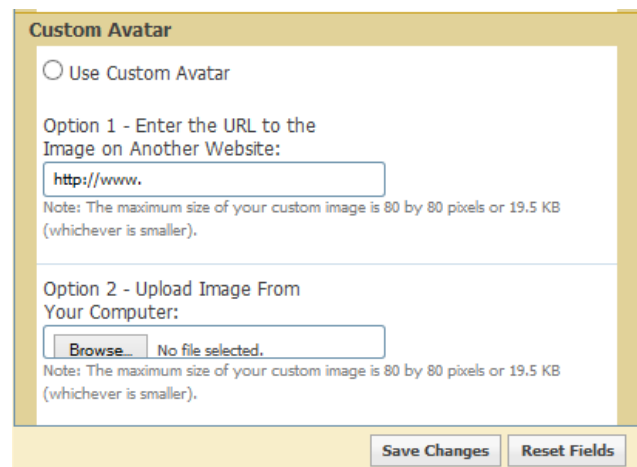 Custom Avatar
Use Custom Avatar
Option 1 - Enter the URL to the
Image on Another Website:
http://www.
Note: The maximum size of your custom image is 80 by 80 pixels or 19.5 KB
(whichever is smaller).
Option 2 - Upload Image From
Your Computer:
Browse... No file selected.
Note: The maximum size of your custom image is 80 by 80 pixels or 19.5 KB
(whichever is smaller).
Save Changes Reset Fields